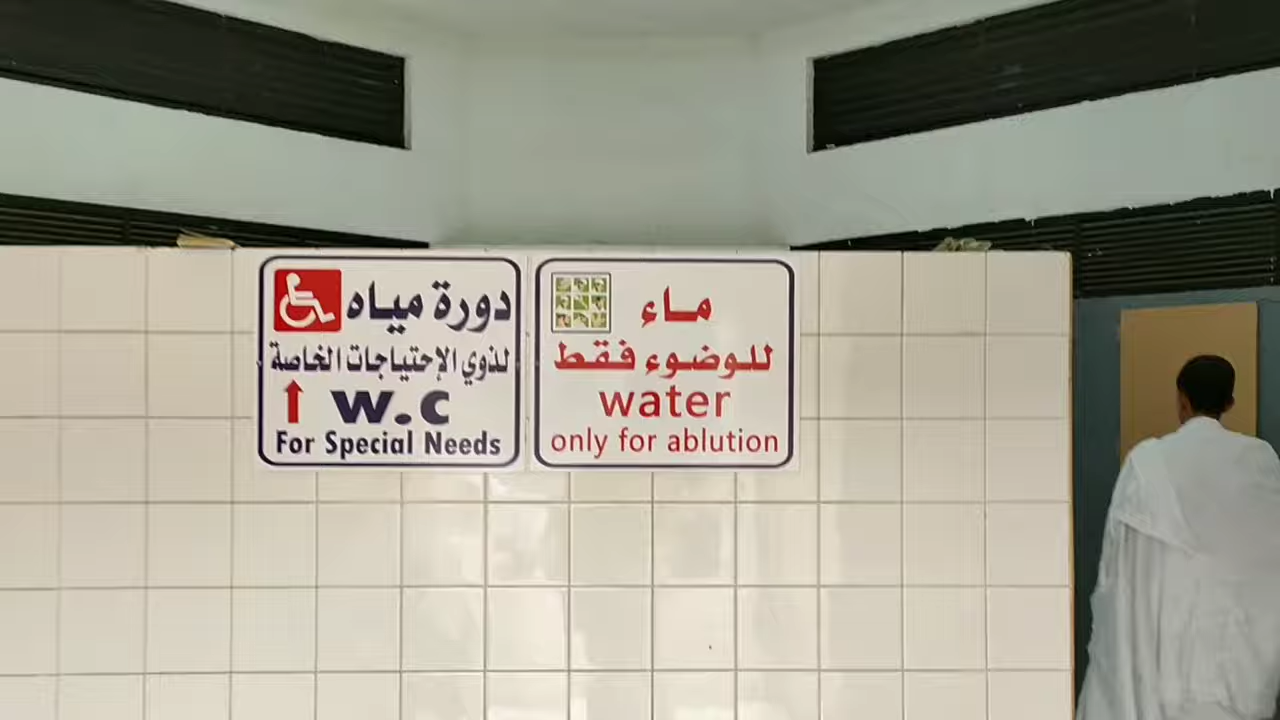 دورة مياه
لذوي الإحتياجات الخاصة
w.c
For Special Needs
ماء
للوضوء فقط
water
only for ablution